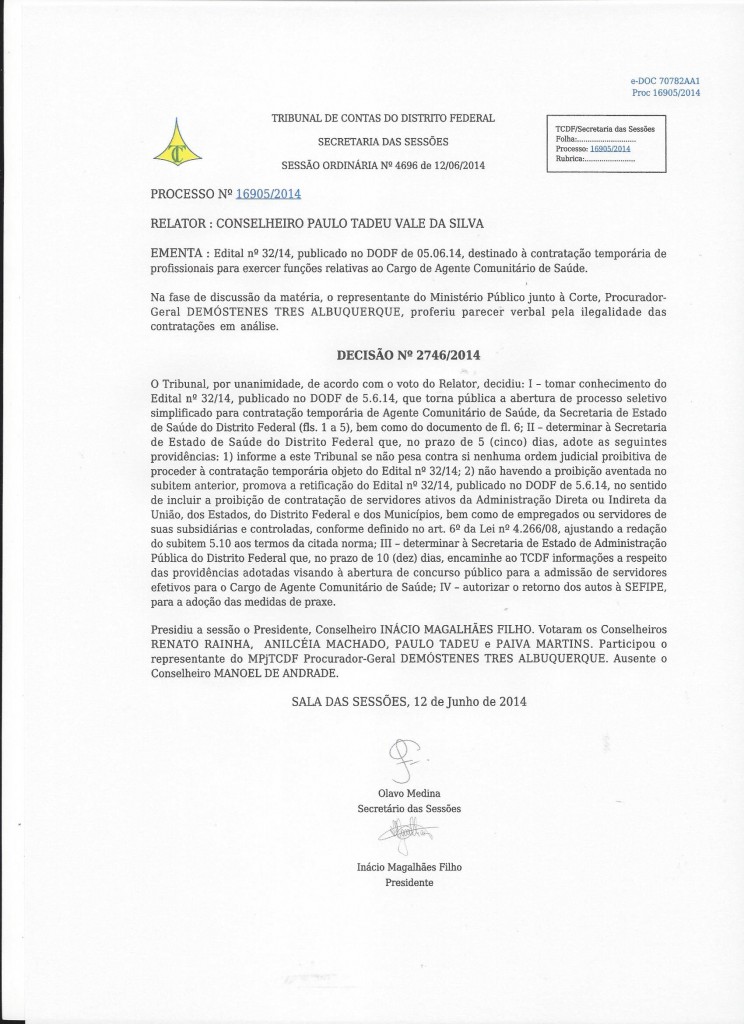 e-DOC 70782AA1
Proc 16905/2014
TRIBUNAL DE CONTAS DO DISTRITO FEDERAL
SECRETARIA DAS SESSÕES
SESSÃO ORDINÁRIA Nº 4696 de 12/06/2014
TCDF/Secretaria das Sessões
Folha:............................
Processo: 16905/2014
Rubrica:........................
TC
PROCESSO Nº 16905/2014
RELATOR : CONSELHEIRO PAULO TADEU VALE DA SILVA
EMENTA : Edital nº 32/14, publicado no DODF de 05.06.14, destinado à contratação temporária de
profissionais para exercer funções relativas ao Cargo de Agente Comunitário de Saúde.
Na fase de discussão da matéria, o representante do Ministério Público junto à Corte, Procurador-
Geral DEMÓSTENES TRES ALBUQUERQUE, proferiu parecer verbal pela ilegalidade das
contratações em análise.
DECISÃO Nº 2746/2014
O Tribunal, por unanimidade, de acordo com o voto do Relator, decidiu: I – tomar conhecimento do
Edital nº 32/14, publicado no DODF de 5.6.14, que torna pública a abertura de processo seletivo
simplificado para contratação temporária de Agente Comunitário de Saúde, da Secretaria de Estado
de Saúde do Distrito Federal (fls. 1 a 5), bem como do documento de fl. 6; II – determinar à Secretaria
de Estado de Saúde do Distrito Federal que, no prazo de 5 (cinco) dias, adote as seguintes
providências: 1) informe a este Tribunal se não pesa contra si nenhuma ordem judicial proibitiva de
proceder à contratação temporária objeto do Edital nº 32/14; 2) não havendo a proibição aventada no
subitem anterior, promova a retificação do Edital nº 32/14, publicado no DODF de 5.6.14, no sentido
de incluir a proibição de contratação de servidores ativos da Administração Direta ou Indireta da
União, dos Estados, do Distrito Federal e dos Municípios, bem como de empregados ou servidores de
suas subsidiárias e controladas, conforme definido no art. 6º da Lei nº 4.266/08, ajustando a redação
do subitem 5.10 aos termos da citada norma; III – determinar à Secretaria de Estado de Administração
Pública do Distrito Federal que, no prazo de 10 (dez) dias, encaminhe ao TCDF informações a respeito
das providências adotadas visando à abertura de concurso público para a admissão de servidores
efetivos para o Cargo de Agente Comunitário de Saúde; IV – autorizar o retorno dos autos à SEFIPE,
para a adoção das medidas de praxe.
Presidiu a sessão o Presidente, Conselheiro INÁCIO MAGALHÃES FILHO. Votaram os Conselheiros
RENATO RAINHA, ANILCÉIA MACHADO, PAULO TADEU e PAIVA MARTINS. Participou o
representante do MPjTCDF Procurador-Geral DEMÓSTENES TRES ALBUQUERQUE. Ausente o
Conselheiro MANOEL DE ANDRADE.
SALA DAS SESSÕES, 12 de Junho de 2014
Olavo Medina
Secretário das Sessões
Inácio Magalhães Filho
Presidente